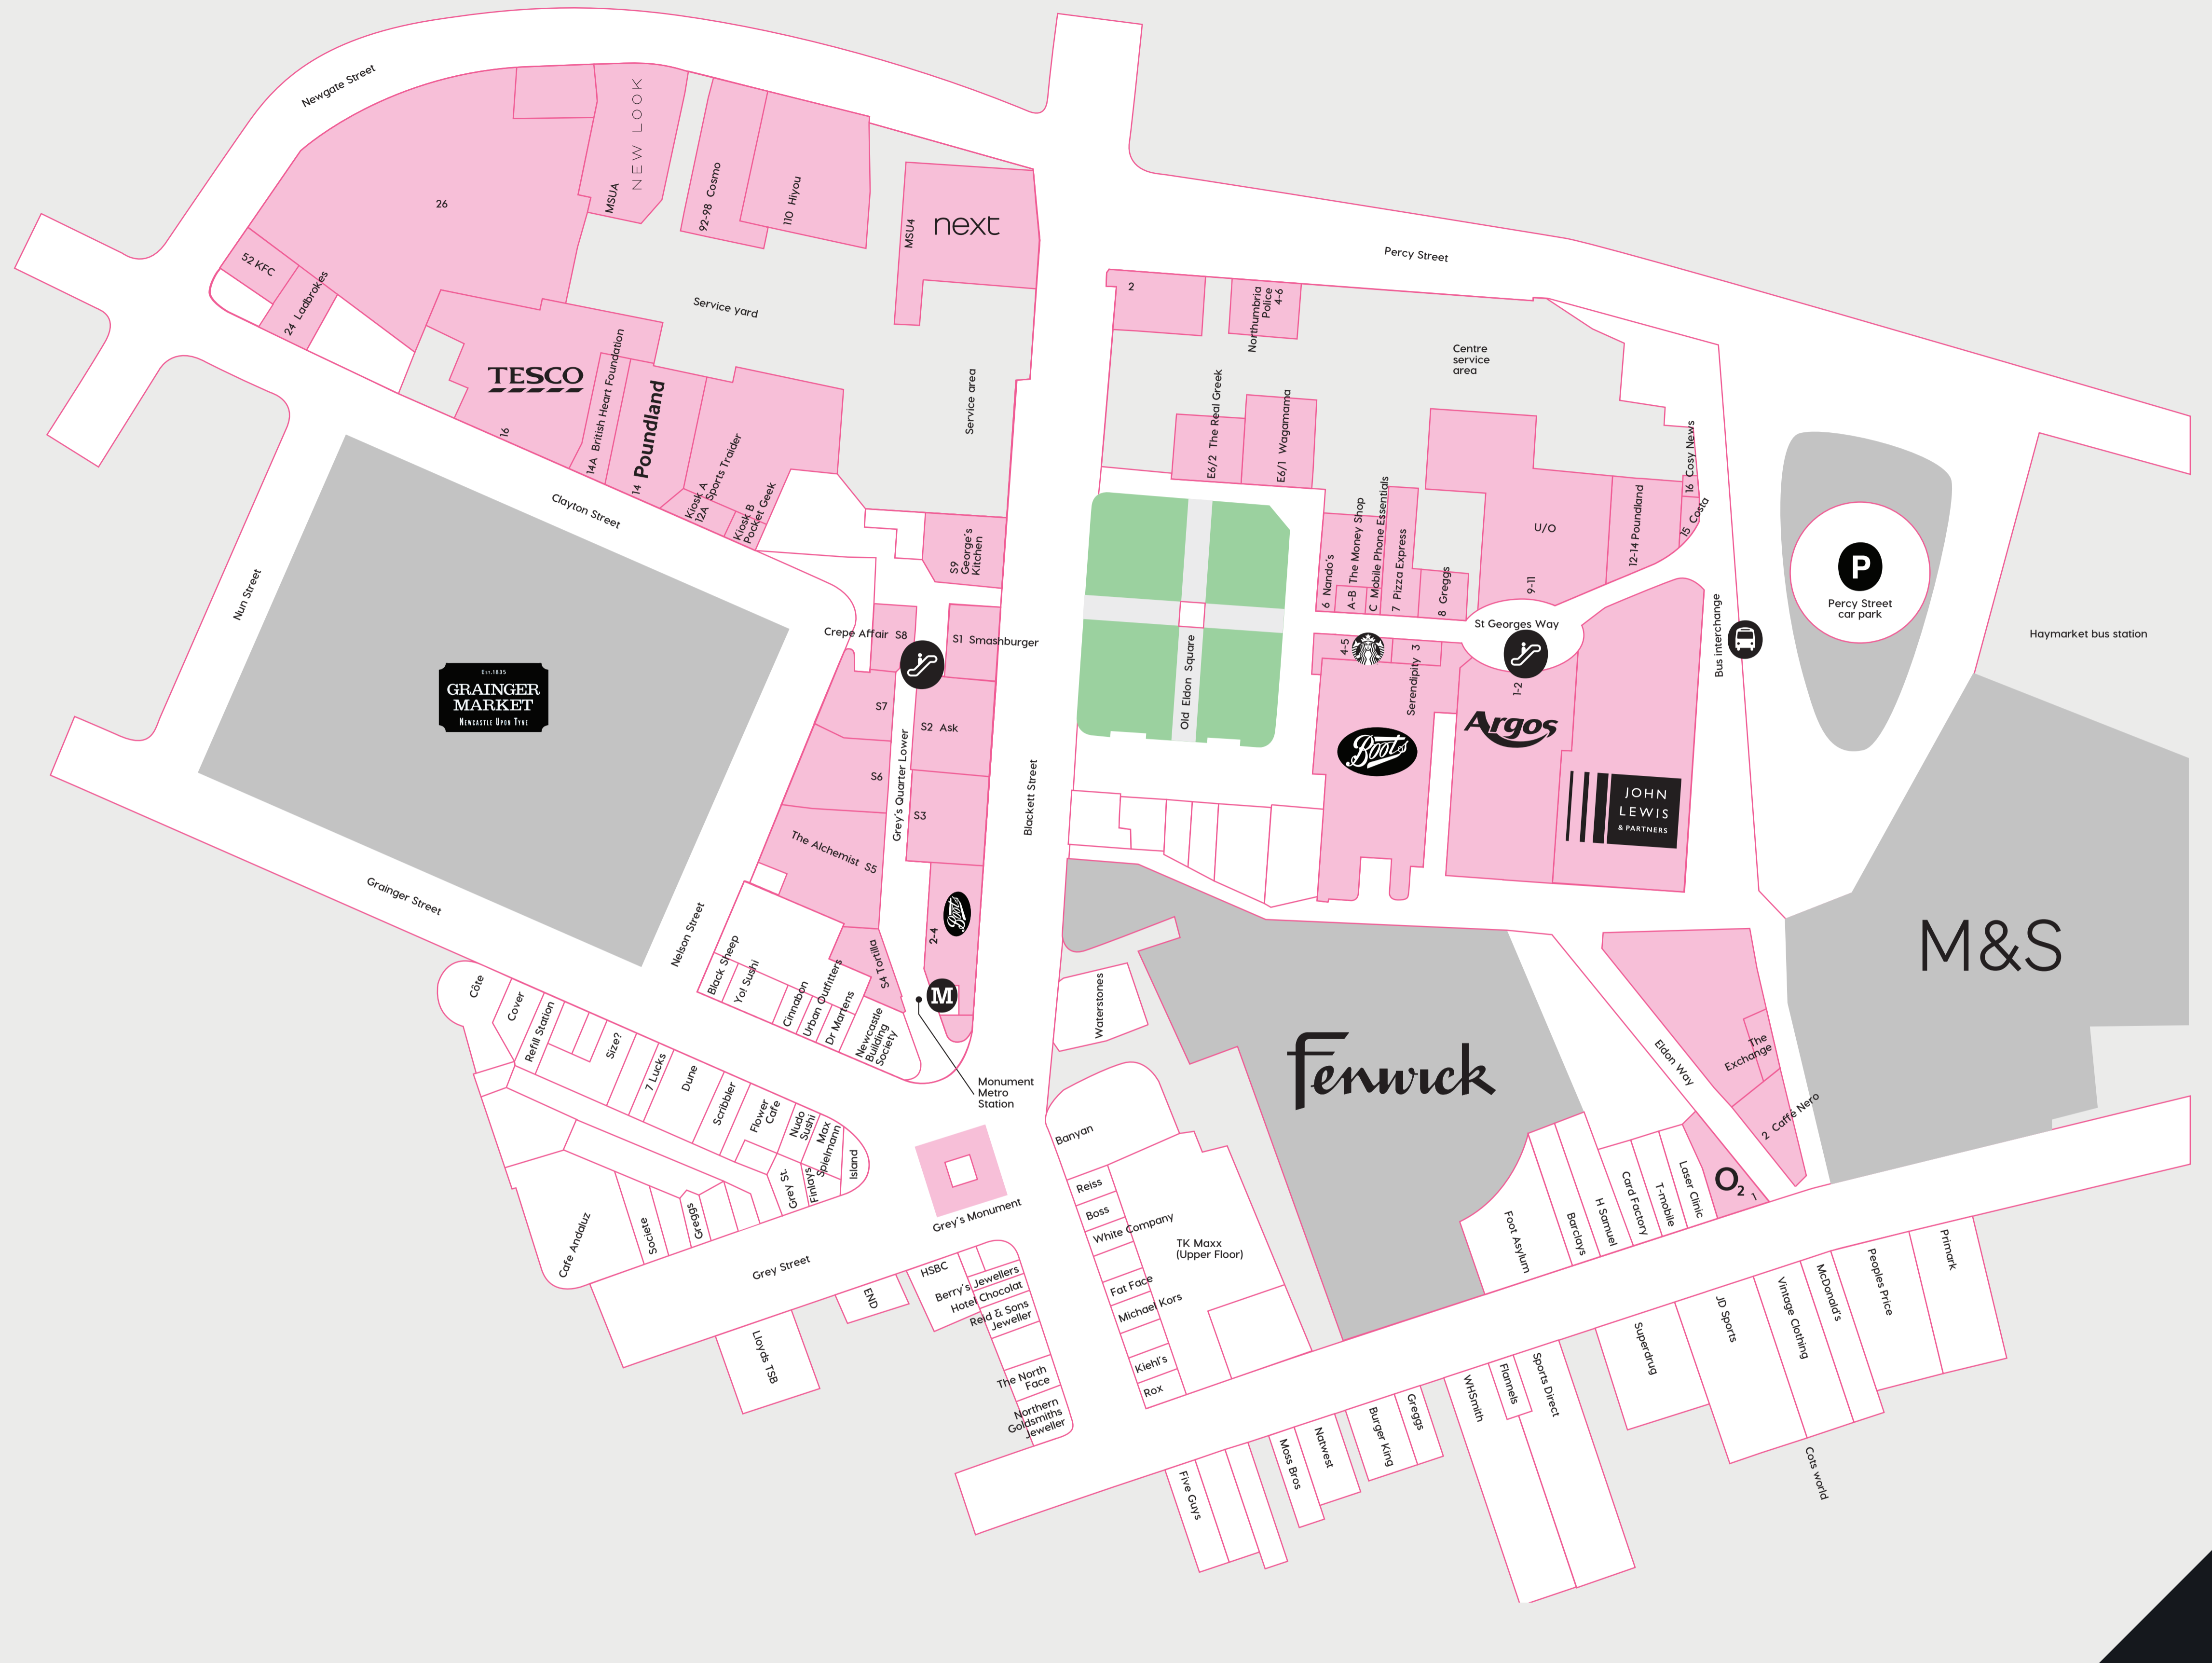 Newgate Street
26
NEW LOOK
MSUA
92-98 Cosmo
110 Hiyou
MSU4
next
52 KFC
24 Ladbrokes
Service yard
Service area
TESCO
16
14A British Heart Foundation
14
Poundland
Kiosk A
12A Sports Traider
Kiosk B
Pocket Geek
Clayton Street
Nun Street
Est.1835
GRAINGER
MARKET
NEWCASTLE UPON TYNE
Grainger Street
Nelson Street
S9
George's
Kitchen
Crepe Affair S8
S1 Smashburger
S7
S2 Ask
S6
S3
Grey's Quarter Lower
The Alchemist S5
Boots
2-4
S4 Tortilla
M
Monument
Metro
Station
Black Sheep
Yo! Sushi
Cinnabon
Urban Outfitters
Dr Martens
Newcastle
Building
Society
Blackett Street
Percy Street
2
Northumbria
Police
4-6
Centre
service
area
E6/2 The Real Greek
E6/1 Wagamama
Old Eldon Square
6 Nando's
A-B The Money Shop
C Mobile Phone Essentials
7 Pizza Express
8 Greggs
U/O
9-11
12-14 Poundland
16 Cosy News
15 Costa
St Georges Way
4-5
Serendipity 3
Boots
1-2
Argos
JOHN
LEWIS
& PARTNERS
Bus interchange
P
Percy Street
car park
Haymarket bus station
M&S
Waterstones
Fenwick
Eldon Way
The
Exchange
2 Caffé Nero
O2
1
Côte
Cover
Refill Station
Size?
7 Lucks
Dune
Scribbler
Flower
Cafe
Nudo
Sushi
Max
Spielmann
Island
Grey St.
Finlays
Cafe Andaluz
Societe
Greggs
Grey Street
Grey's Monument
Lloyds TSB
END
HSBC
Berry's Jewellers
Hotel Chocolat
Reid & Sons
Jeweller
The North
Face
Northern
Goldsmiths
Jeweller
Banyan
Reiss
Boss
White Company
TK Maxx
(Upper Floor)
Fat Face
Michael Kors
Kiehl's
Rox
Foot Asylum
Barclays
H Samuel
Card Factory
T-mobile
Laser Clinic
Five Guys
Moss Bros
Natwest
Burger King
Greggs
WHSmith
Flannels
Sports Direct
Superdrug
JD Sports
Vintage Clothing
McDonald's
Peoples Price
Primark
Cots world